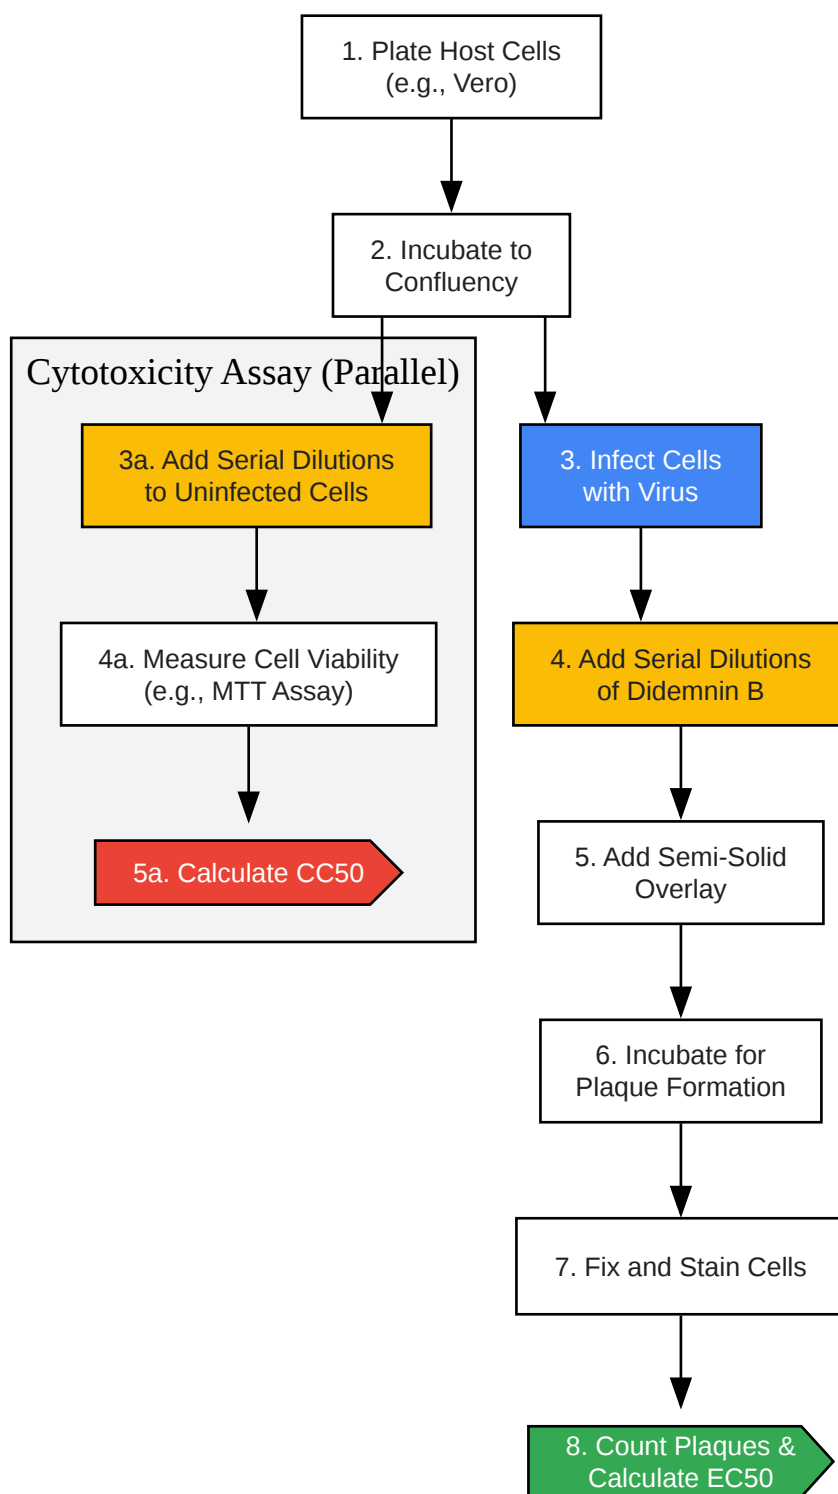 1. Plate Host Cells
(e.g., Vero)
2. Incubate to
Confluency
Cytotoxicity Assay (Parallel)
3a. Add Serial Dilutions
to Uninfected Cells
3. Infect Cells
with Virus
4a. Measure Cell Viability
(e.g., MTT Assay)
4. Add Serial Dilutions
of Didemnin B
5a. Calculate CC50
5. Add Semi-Solid
Overlay
6. Incubate for
Plaque Formation
7. Fix and Stain Cells
8. Count Plaques &
Calculate EC50